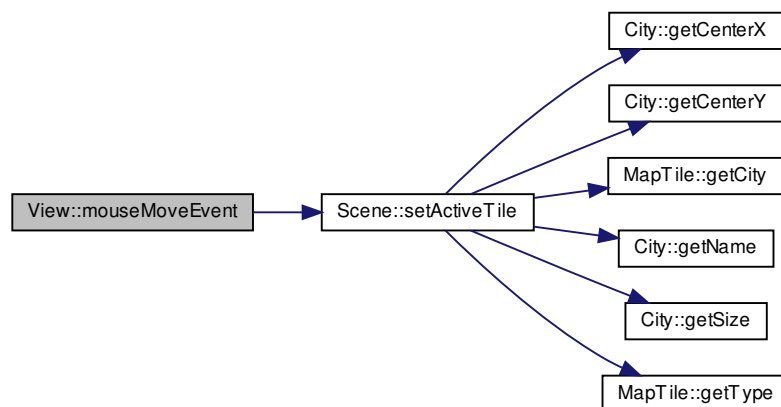 View::mouseMoveEvent
Scene::setActiveTile
City::getCenterX
City::getCenterY
MapTile::getCity
City::getName
City::getSize
MapTile::getType